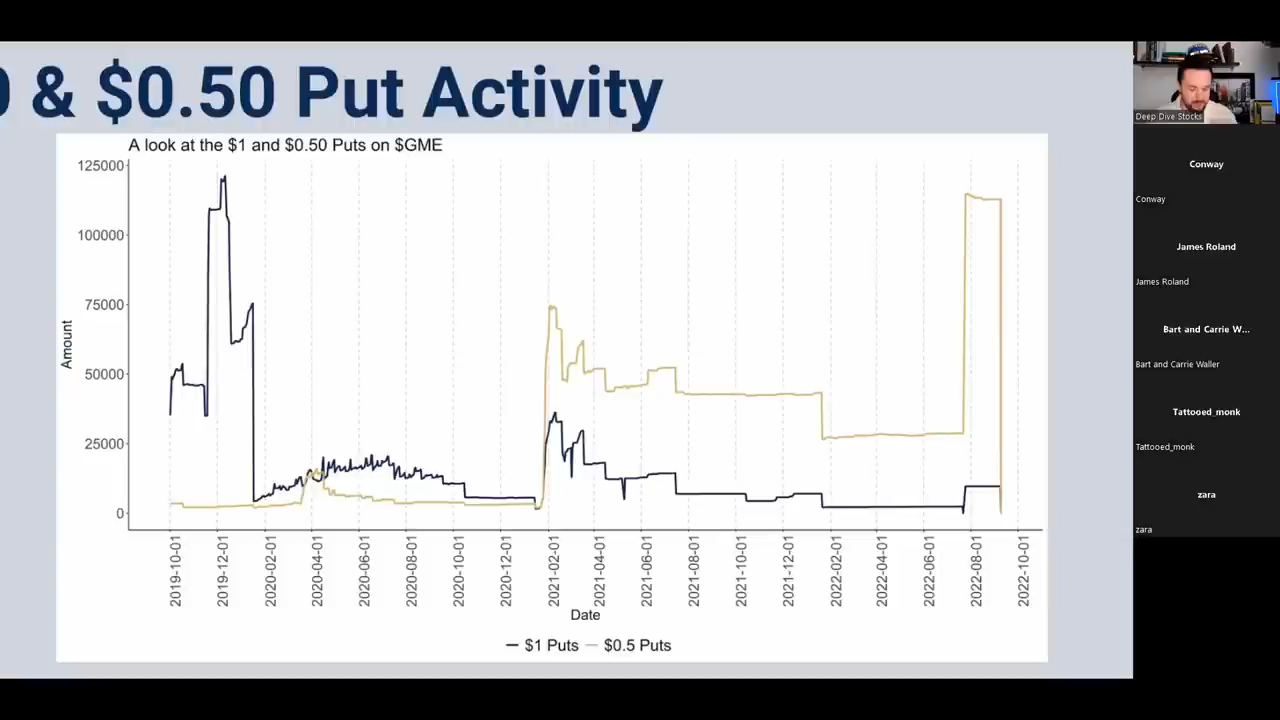 0 & $0.50 Put Activity
A look at the $1 and $0.50 Puts on $GME
125000
100000
75000
50000
25000
0
Amount
2019-10-01
2019-12-01
2020-02-01
2020-04-01
2020-06-01
2020-08-01
2020-10-01
2020-12-01
2021-02-01
2021-04-01
2021-06-01
2021-08-01
2021-10-01
2021-12-01
2022-02-01
2022-04-01
2022-06-01
2022-08-01
2022-10-01
Date
$1 Puts
$0.5 Puts
Deep Dive Stocks
Conway
Conway
James Roland
James Roland
Bart and Carrie W...
Bart and Carrie Waller
Tattooed_monk
Tattooed_monk
zara
zara